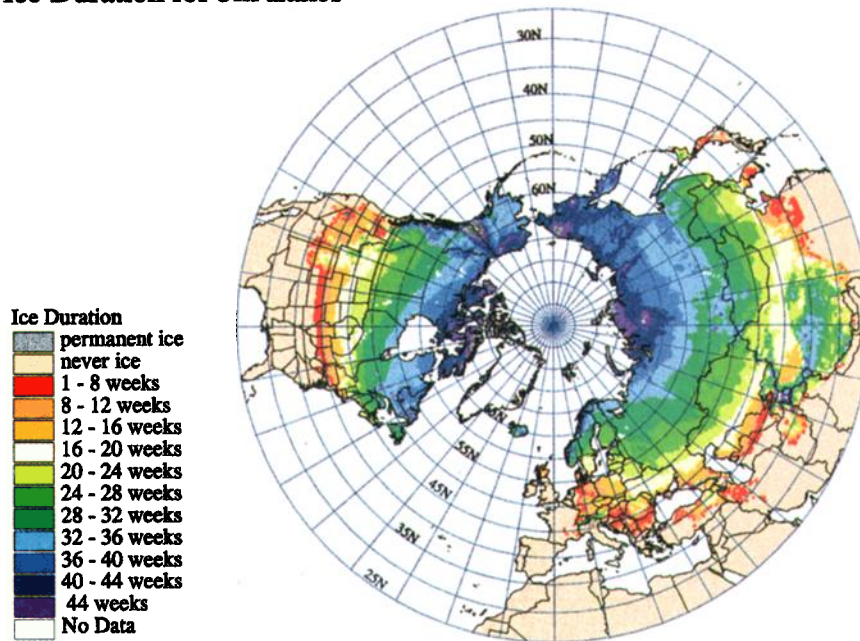 Ice Duration
permanent ice
never ice
1 - 8 weeks
8 - 12 weeks
12 - 16 weeks
16 - 20 weeks
20 - 24 weeks
24 - 28 weeks
28 - 32 weeks
32 - 36 weeks
36 - 40 weeks
40 - 44 weeks
44 weeks
No Data
30N
40N
50N
60N
55N
45N
35N
25N